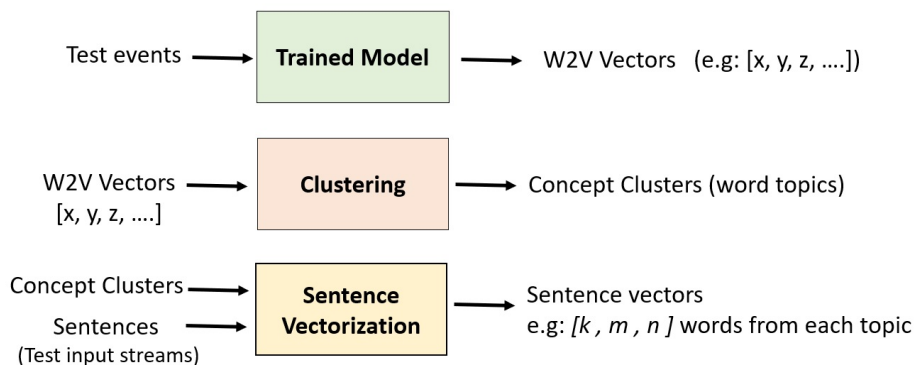 Test events
Trained Model
W2V Vectors (e.g: [x, y, z, ....])
W2V Vectors
[x, y, z, ....]
Clustering
Concept Clusters (word topics)
Concept Clusters
Sentences
(Test input streams)
Sentence
Vectorization
Sentence vectors
e.g: [k , m , n ] words from each topic